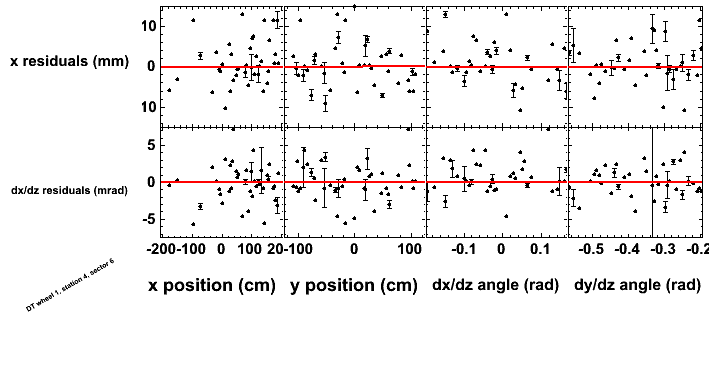 x residuals (mm)
10
0
10
dx/dz residuals (mrad)
5
0
-5
-200-100 0 100 20-100 0 100 -0.1 0 0.1 -0.5 -0.4 -0.3 -0.2
x position (cm) y position (cm) dx/dz angle (rad) dy/dz angle (rad)
DT wheel 1, station 4, sector 6